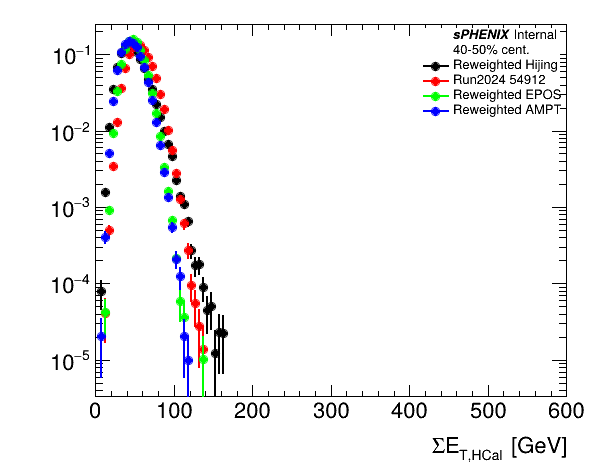 sPHENIX Internal
40-50% cent.
Reweighted Hijing
Run2024 54912
Reweighted EPOS
Reweighted AMPT
10⁻¹
10⁻²
10⁻³
10⁻⁴
10⁻⁵
0 100 200 300 400 500 600
ΣE_T,HCal [GeV]